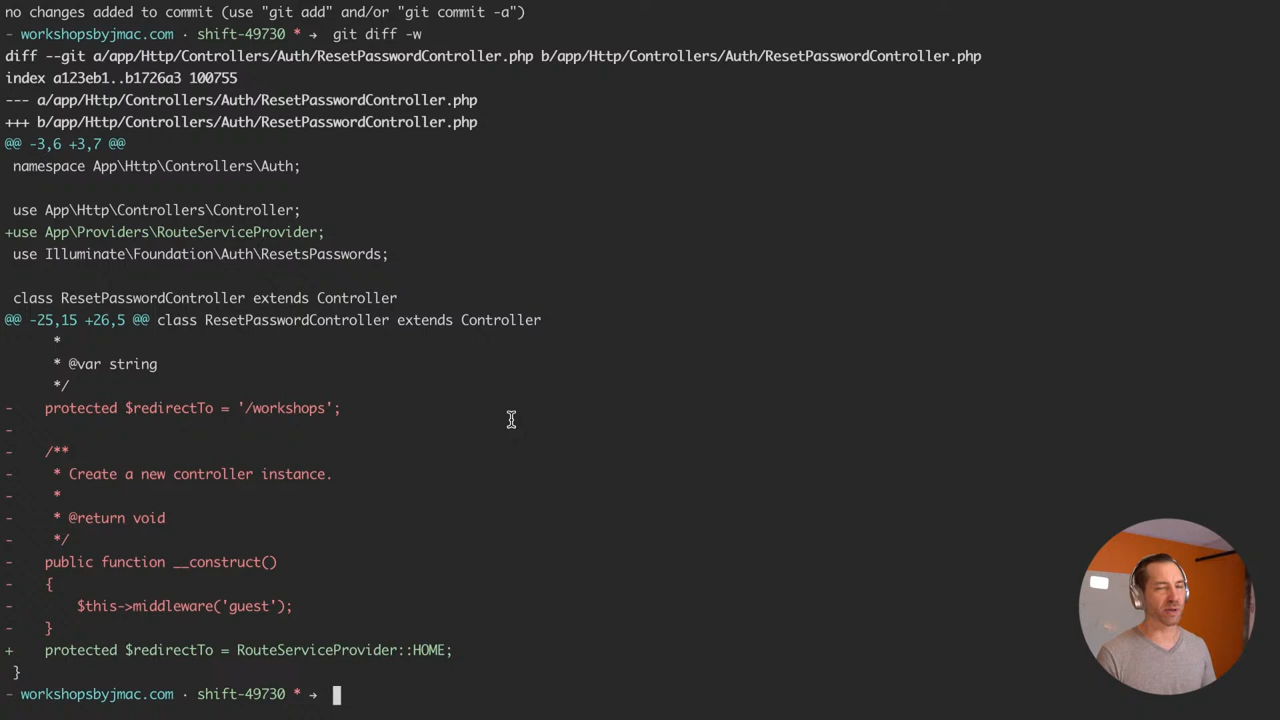 no changes added to commit (use "git add" and/or "git commit -a")
- workshopsbyjmac.com · shift-49730 * → git diff -w
diff --git a/app/Http/Controllers/Auth/ResetPasswordController.php b/app/Http/Controllers/Auth/ResetPasswordController.php
index a123eb1..b1726a3 100755
--- a/app/Http/Controllers/Auth/ResetPasswordController.php
+++ b/app/Http/Controllers/Auth/ResetPasswordController.php
@@ -3,6 +3,7 @@
 namespace App\Http\Controllers\Auth;
 use App\Http\Controllers\Controller;
+use App\Providers\RouteServiceProvider;
 use Illuminate\Foundation\Auth\ResetsPasswords;
 class ResetPasswordController extends Controller
@@ -25,15 +26,5 @@ class ResetPasswordController extends Controller
      *
      * @var string
      */
-    protected $redirectTo = '/workshops';
-
-    /**
-     * Create a new controller instance.
-     *
-     * @return void
-     */
-    public function __construct()
-    {
-        $this->middleware('guest');
-    }
+    protected $redirectTo = RouteServiceProvider::HOME;
 }
- workshopsbyjmac.com · shift-49730 * →